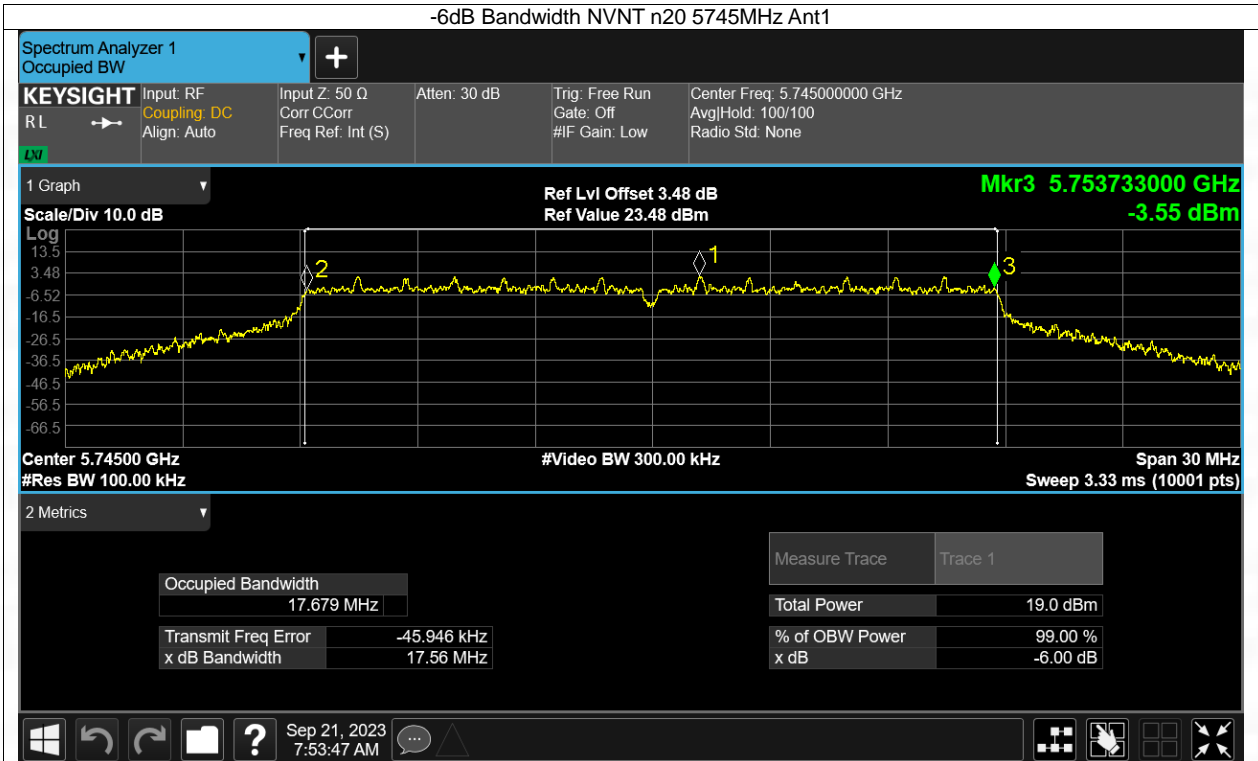 -6dB Bandwidth NVNT n20 5745MHz Ant1
Spectrum Analyzer 1
Occupied BW
KEYSIGHT
R L
LXI
Input: RF
Coupling: DC
Align: Auto
Input Z: 50 Ω
Corr CCorr
Freq Ref: Int (S)
Atten: 30 dB
Trig: Free Run
Gate: Off
#IF Gain: Low
Center Freq: 5.745000000 GHz
Avg|Hold: 100/100
Radio Std: None
1 Graph
Scale/Div 10.0 dB
Ref Lvl Offset 3.48 dB
Ref Value 23.48 dBm
Mkr3 5.753733000 GHz
-3.55 dBm
Log
13.5
3.48
-6.52
-16.5
-26.5
-36.5
-46.5
-56.5
-66.5
2
1
3
Center 5.74500 GHz
#Res BW 100.00 kHz
#Video BW 300.00 kHz
Span 30 MHz
Sweep 3.33 ms (10001 pts)
2 Metrics
Measure Trace Trace 1
Occupied Bandwidth
17.679 MHz
Total Power 19.0 dBm
Transmit Freq Error -45.946 kHz
% of OBW Power 99.00 %
x dB Bandwidth 17.56 MHz
x dB -6.00 dB
?
Sep 21, 2023
7:53:47 AM